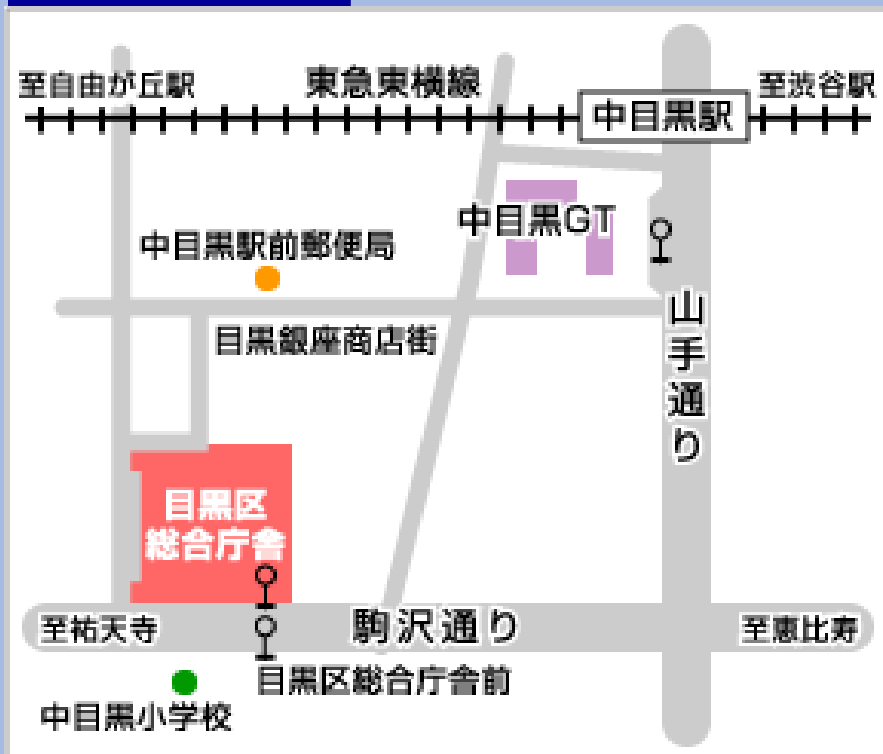 至自由が丘駅
東急東横線
至渋谷駅
中目黒駅
中目黒GT
中目黒駅前郵便局
目黒銀座商店街
山手通り
目黒区
総合庁舎
至祐天寺
駒沢通り
至恵比寿
目黒区総合庁舎前
中目黒小学校